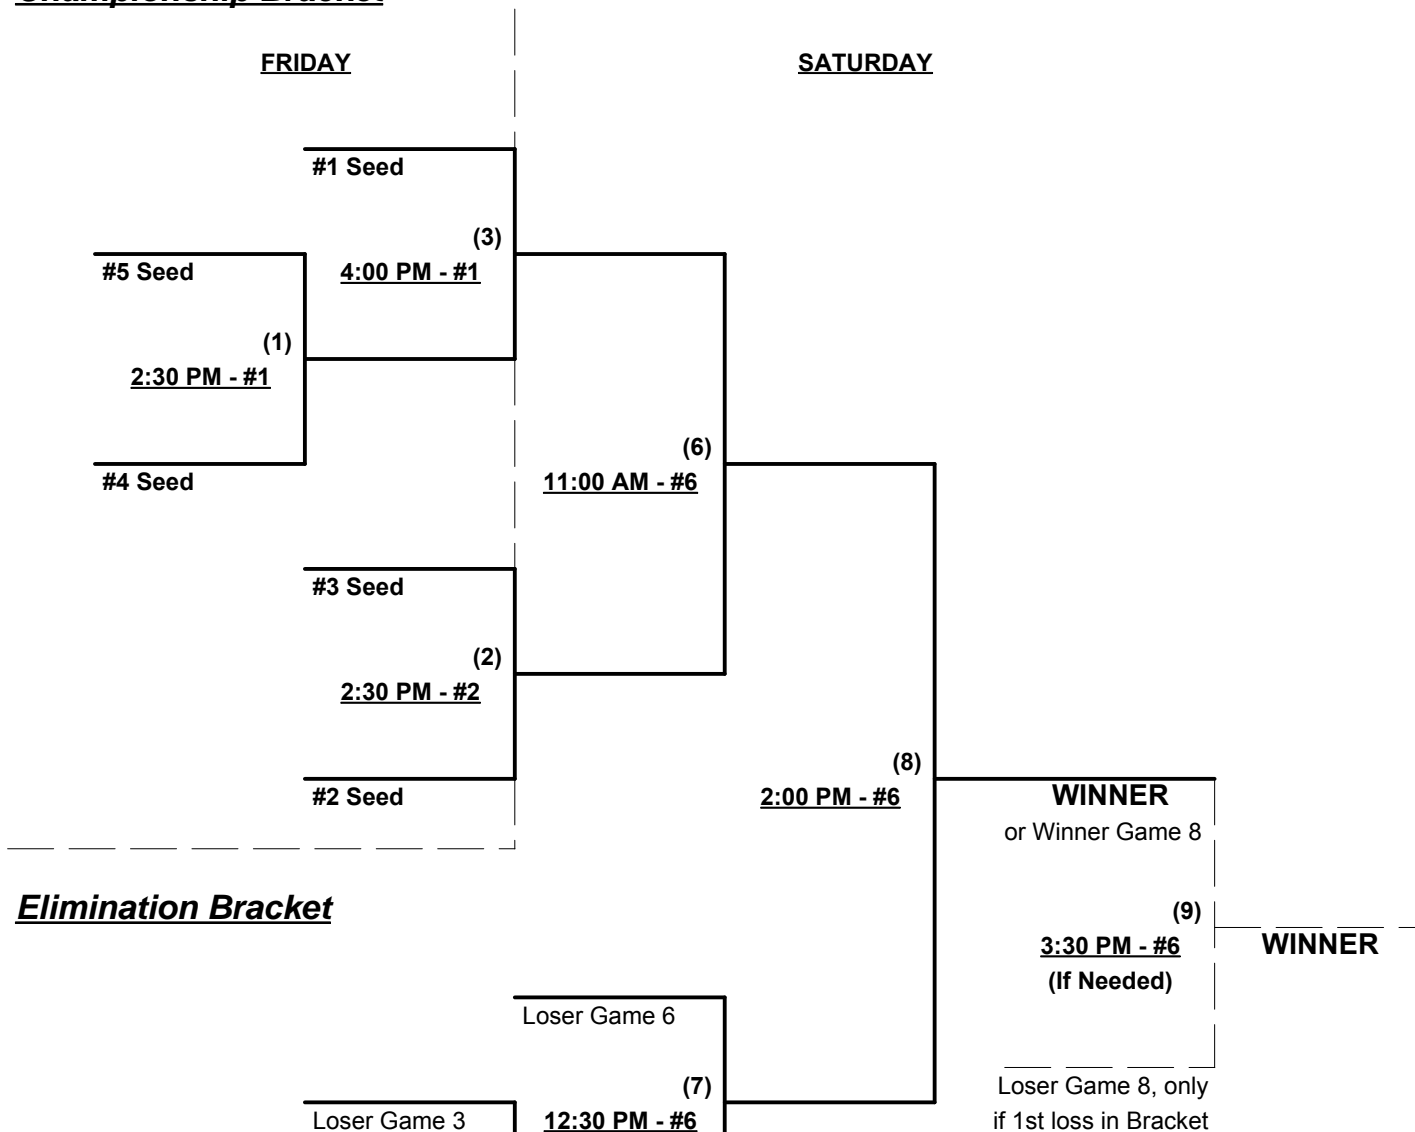 Championship Bracket
FRIDAY
SATURDAY
#1 Seed
(3)
4:00 PM - #1
#5 Seed
(1)
2:30 PM - #1
#4 Seed
(6)
11:00 AM - #6
#3 Seed
(2)
2:30 PM - #2
#2 Seed
(8)
2:00 PM - #6
WINNER
or Winner Game 8
Elimination Bracket
(9)
3:30 PM - #6
(If Needed)
WINNER
Loser Game 6
(7)
12:30 PM - #6
Loser Game 3
Loser Game 8, only
if 1st loss in Bracket